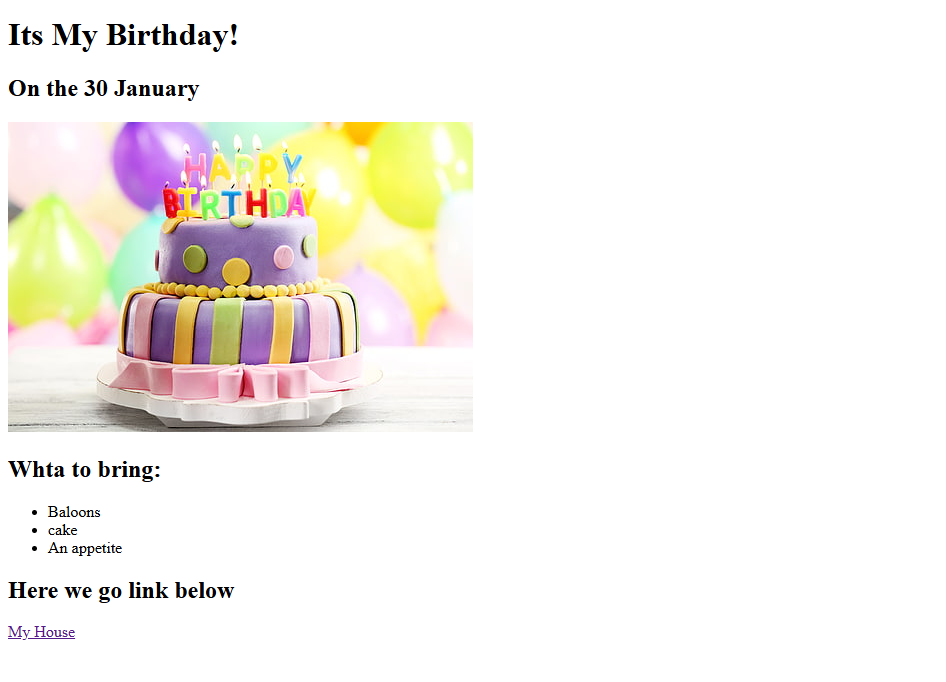 Its My Birthday!
On the 30 January
HAPPY
BIRTHDAY
Whta to bring:
Baloons
cake
An appetite
Here we go link below
My House